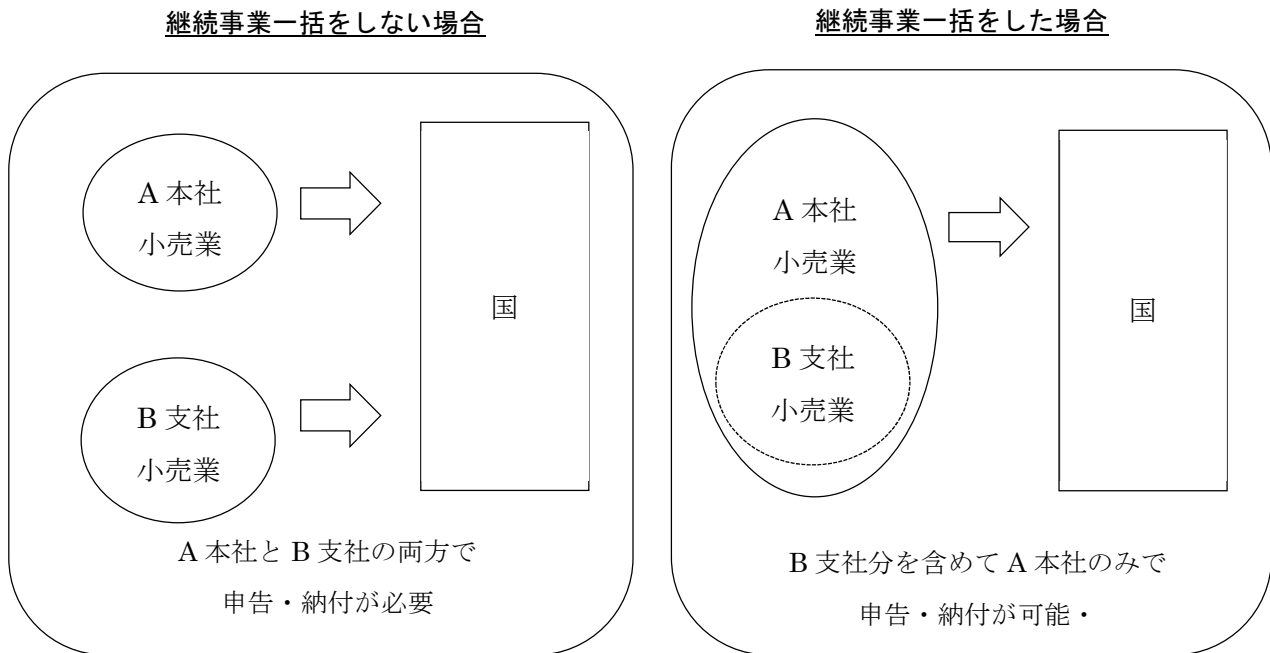 継続事業一括をしない場合
A 本社
小売業
B 支社
小売業
国
A 本社と B 支社の両方で
申告・納付が必要
継続事業一括をした場合
A 本社
小売業
B 支社
小売業
国
B 支社分を含めて A 本社のみで
申告・納付が可能・